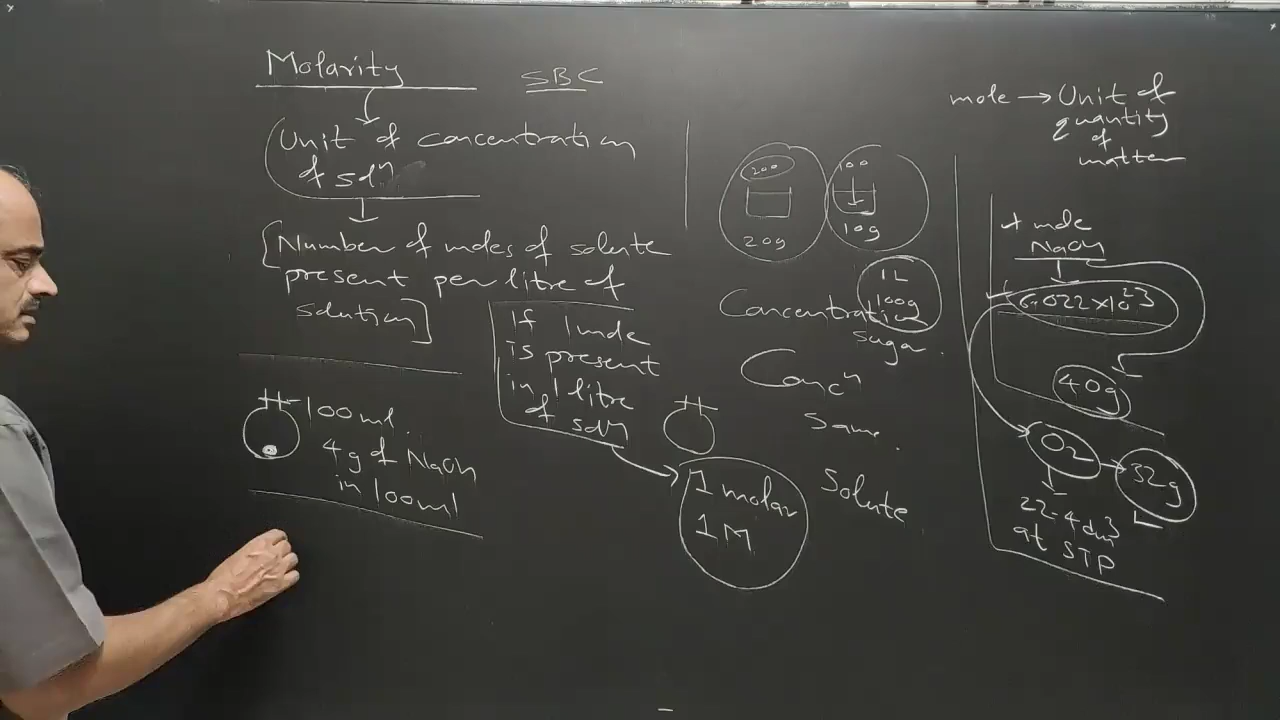 Molarity
SBC
Unit of concentration
of solⁿ
[Number of moles of solute
present per litre of
solution]
If 1 mole
is present
in 1 litre
of solⁿ
1 molar
1 M
100ml.
4g of NaOH
in 100ml
200
20g
100
10g
1L
100g
sugar.
Concentration
Concⁿ
Same.
Solute
mole → Unit of
quantity
of
matter
1 mole
NaOH
6.022×10²³
40g
O2
32g
22.4 dm³
at STP